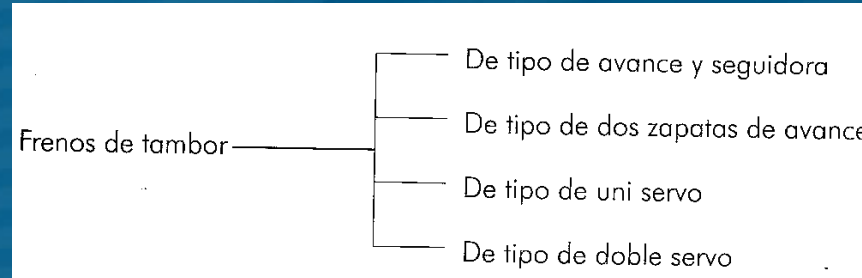 De tipo de avance y seguidora
De tipo de dos zapatas de avance
Frenos de tambor
De tipo de uni servo
De tipo de doble servo